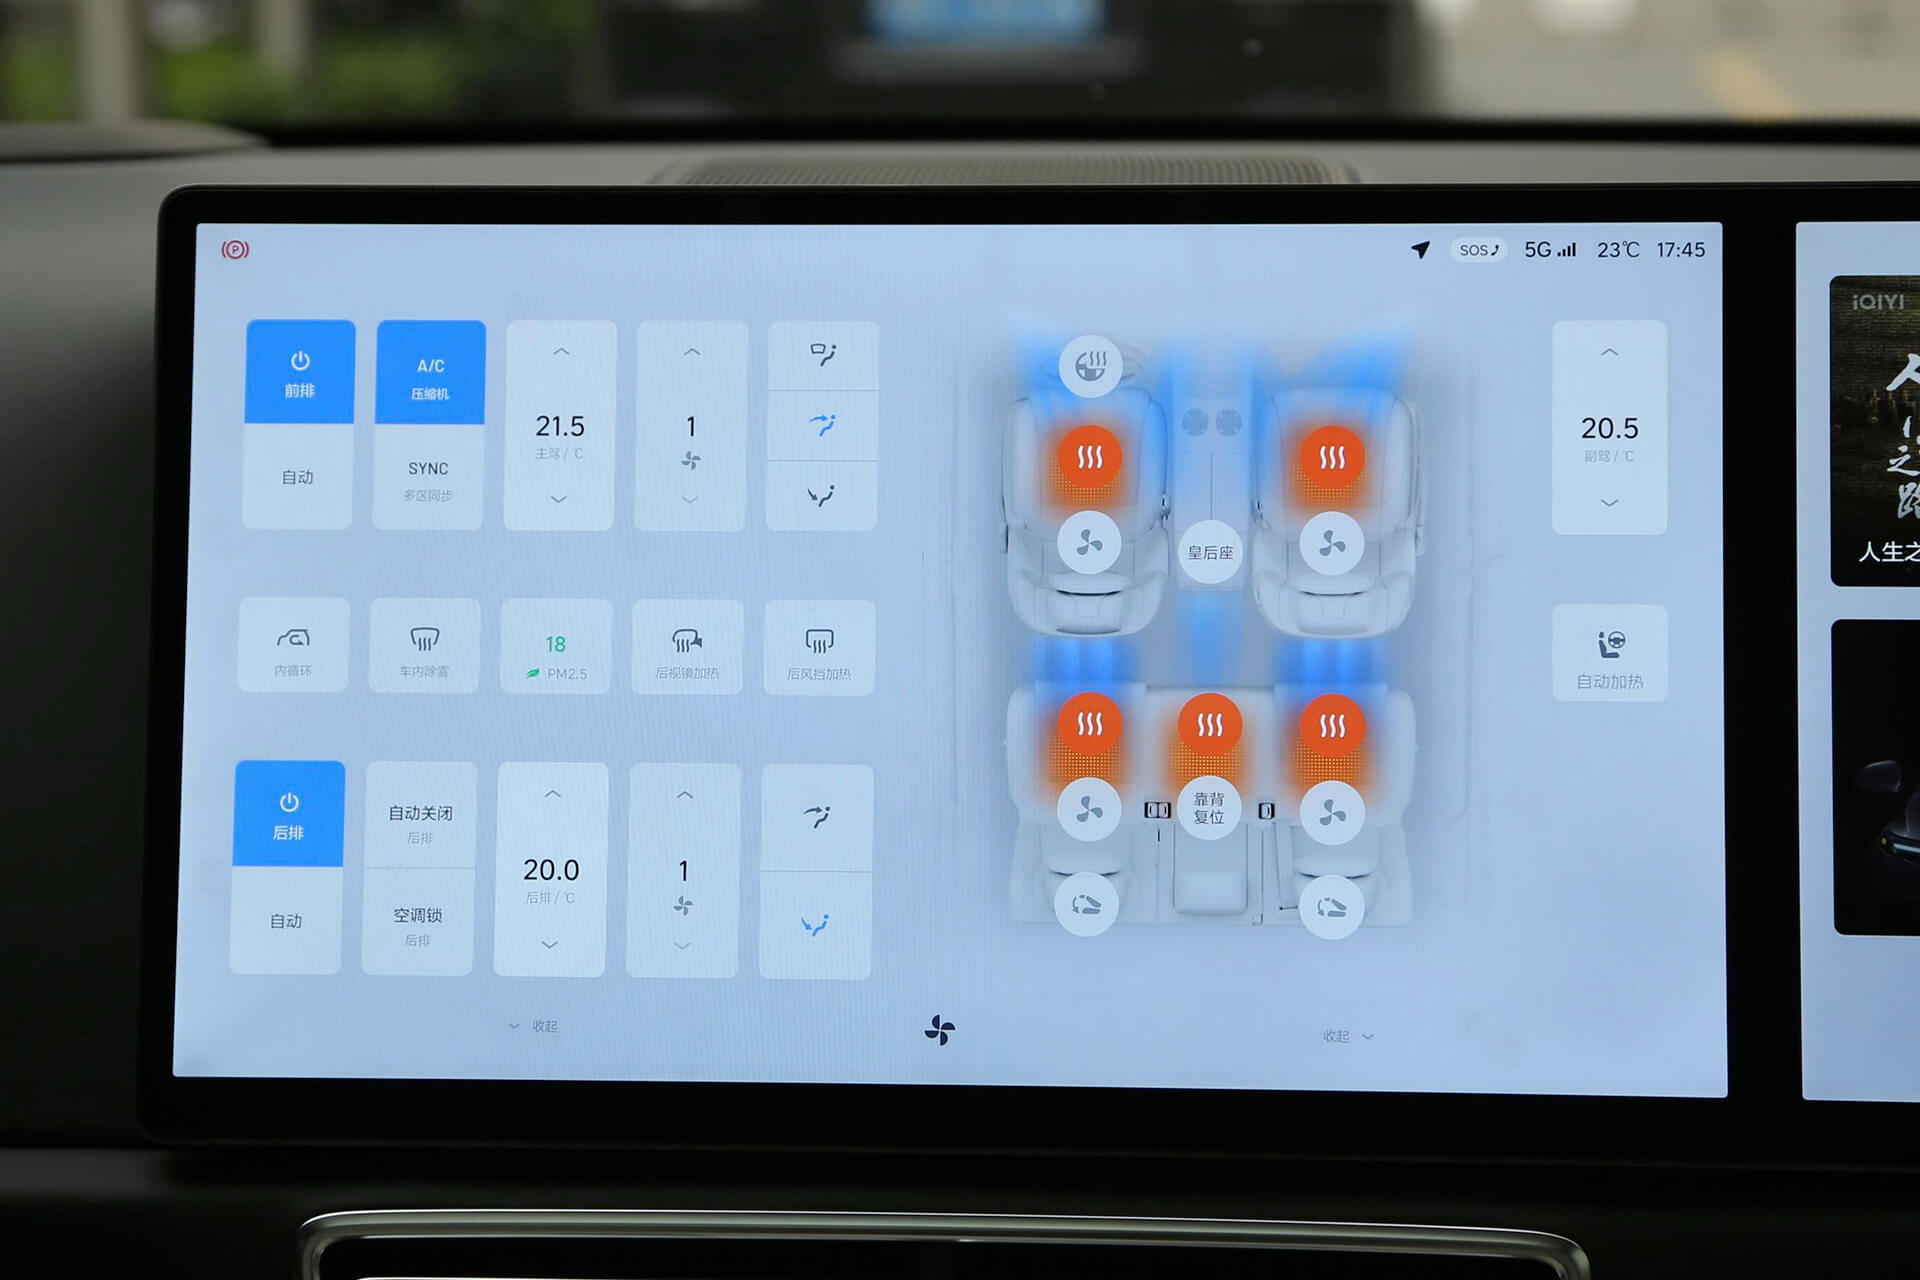 P
SOS
5G
23℃
17:45
前排
A/C
压缩机
21.5
主驾 / ℃
1
自动
SYNC
多区同步
皇后座
20.5
副驾 / ℃
内循环
车内除雾
18
PM2.5
后视镜加热
后风挡加热
自动加热
后排
自动关闭
后排
20.0
后排 / ℃
1
自动
空调锁
后排
靠背
复位
收起
收起
iQIYI
人
生
之
路
人生之